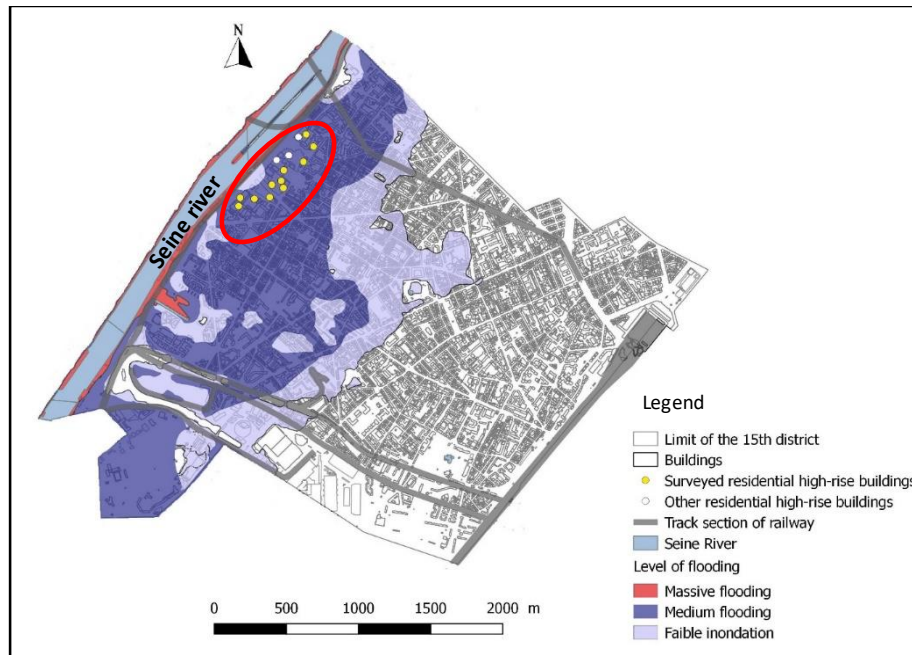 N
Seine river
Legend
Limit of the 15th district
Buildings
Surveyed residential high-rise buildings
Other residential high-rise buildings
Track section of railway
Seine River
Level of flooding
Massive flooding
Medium flooding
Faible inondation
0 500 1000 1500 2000 m